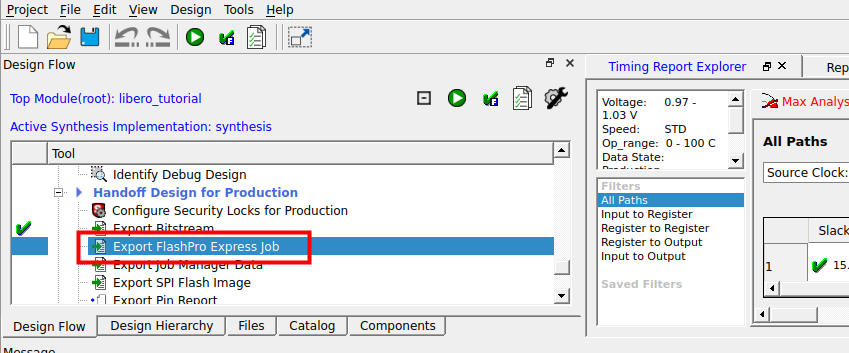 Project File Edit View Design Tools Help
Design Flow
Top Module(root): libero_tutorial
Active Synthesis Implementation: synthesis
Tool
Identify Debug Design
Handoff Design for Production
Configure Security Locks for Production
Export Bitstream
Export FlashPro Express Job
Export Job Manager Data
Export SPI Flash Image
Export Pin Report
Design Flow Design Hierarchy Files Catalog Components
Message
Timing Report Explorer Rep
Voltage: 0.97 -
1.03 V
Speed: STD
Op_range: 0 - 100 C
Data State:
Production
Filters
All Paths
Input to Register
Register to Register
Register to Output
Input to Output
Saved Filters
Max Analys
All Paths
Source Clock:
Slack
1 15.